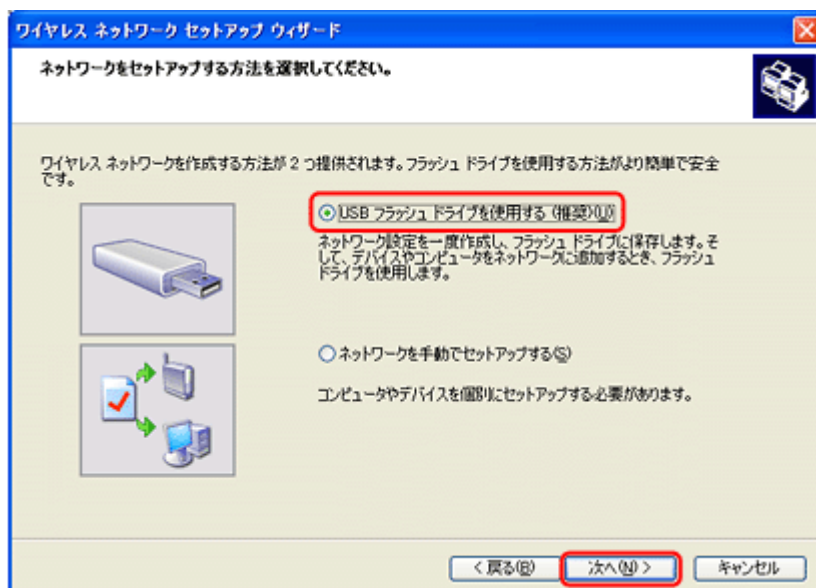 ワイヤレス ネットワーク セットアップ ウィザード
ネットワークをセットアップする方法を選択してください。
ワイヤレス ネットワークを作成する方法が 2 つ提供されます。フラッシュ ドライブを使用する方法がより簡単で安全
です。
USB フラッシュ ドライブを使用する (推奨)(U)
ネットワーク設定を一度作成し、フラッシュ ドライブに保存します。そ
して、デバイスやコンピュータをネットワークに追加するとき、フラッシュ
ドライブを使用します。
ネットワークを手動でセットアップする(S)
コンピュータやデバイスを個別にセットアップする必要があります。
< 戻る(B)
次へ(N) >
キャンセル